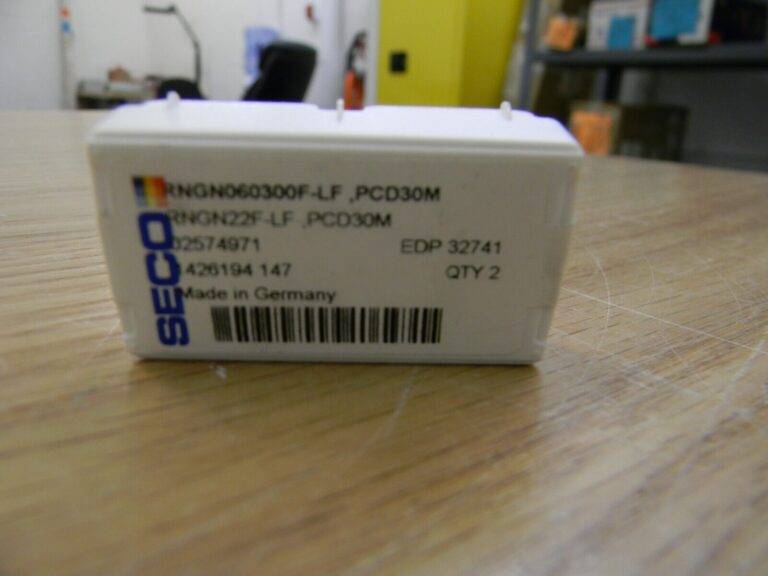 RNGN060300F-LF ,PCD30M
RNGN22F-LF ,PCD30M
02574971 EDP 32741
426194 147 QTY 2
Made in Germany
SECO